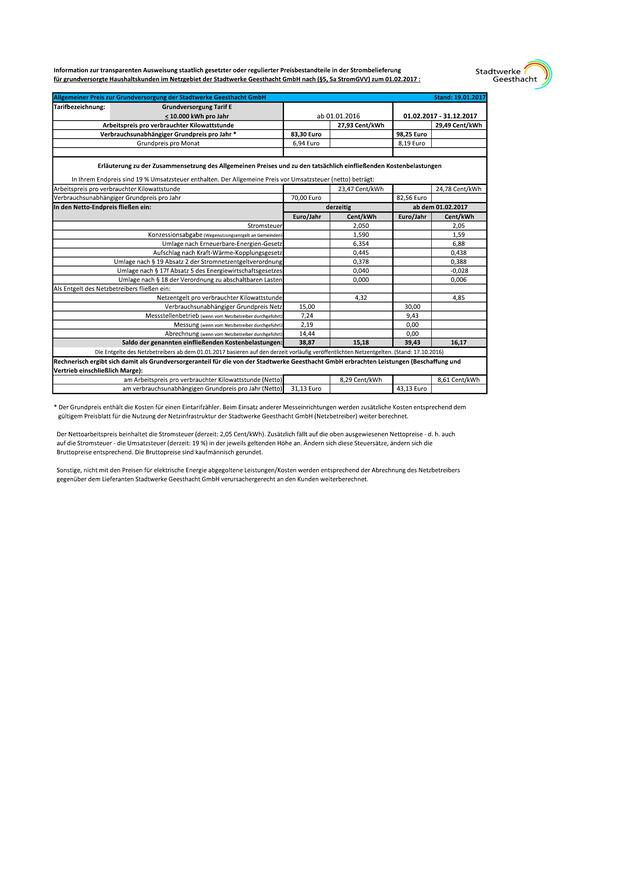 Information zur transparenten Ausweisung staatlich gesetzter oder regulierter Preisbestandteile in der Strombelieferung
für grundversorgte Haushaltskunden im Netzgebiet der Stadtwerke Geesthacht GmbH nach (§5, 5a StromGVV) zum 01.02.2017 :
Stadtwerke
Geesthacht
Allgemeiner Preis zur Grundversorgung der Stadtwerke Geesthacht GmbH Stand: 19.01.2017
Tarifbezeichnung: Grundversorgung Tarif E
≤ 10.000 kWh pro Jahr ab 01.01.2016 01.02.2017 - 31.12.2017
Arbeitspreis pro verbrauchter Kilowattstunde 27,93 Cent/kWh 29,49 Cent/kWh
Verbrauchsunabhängiger Grundpreis pro Jahr * 83,30 Euro 98,25 Euro
Grundpreis pro Monat 6,94 Euro 8,19 Euro
Erläuterung zu der Zusammensetzung des Allgemeinen Preises und zu den tatsächlich einfließenden Kostenbelastungen
In Ihrem Endpreis sind 19 % Umsatzsteuer enthalten. Der Allgemeine Preis vor Umsatzsteuer (netto) beträgt:
Arbeitspreis pro verbrauchter Kilowattstunde 23,47 Cent/kWh 24,78 Cent/kWh
Verbrauchsunabhängiger Grundpreis pro Jahr 70,00 Euro 82,56 Euro
In den Netto-Endpreis fließen ein: derzeitig ab dem 01.02.2017
Euro/Jahr Cent/kWh Euro/Jahr Cent/kWh
Stromsteuer 2,050 2,05
Konzessionsabgabe (Wegenutzungsentgelt an Gemeinden) 1,590 1,59
Umlage nach Erneuerbare-Energien-Gesetz 6,354 6,88
Aufschlag nach Kraft-Wärme-Kopplungsgesetz 0,445 0,438
Umlage nach § 19 Absatz 2 der Stromnetzentgeltverordnung 0,378 0,388
Umlage nach § 17f Absatz 5 des Energiewirtschaftsgesetzes 0,040 -0,028
Umlage nach § 18 der Verordnung zu abschaltbaren Lasten 0,000 0,006
Als Entgelt des Netzbetreibers fließen ein:
Netzentgelt pro verbrauchter Kilowattstunde 4,32 4,85
Verbrauchsunabhängiger Grundpreis Netz 15,00 30,00
Messstellenbetrieb (wenn vom Netzbetreiber durchgeführt) 7,24 9,43
Messung (wenn vom Netzbetreiber durchgeführt) 2,19 0,00
Abrechnung (wenn vom Netzbetreiber durchgeführt) 14,44 0,00
Saldo der genannten einfließenden Kostenbelastungen: 38,87 15,18 39,43 16,17
Die Entgelte des Netzbetreibers ab dem 01.01.2017 basieren auf den derzeit vorläufig veröffentlichten Netzentgelten. (Stand: 17.10.2016)
Rechnerisch ergibt sich damit als Grundversorgeranteil für die von der Stadtwerke Geesthacht GmbH erbrachten Leistungen (Beschaffung und
Vertrieb einschließlich Marge):
am Arbeitspreis pro verbrauchter Kilowattstunde (Netto) 8,29 Cent/kWh 8,61 Cent/kWh
am verbrauchsunabhängigen Grundpreis pro Jahr (Netto) 31,13 Euro 43,13 Euro
* Der Grundpreis enthält die Kosten für einen Eintarifzähler. Beim Einsatz anderer Messeinrichtungen werden zusätzliche Kosten entsprechend dem
gültigem Preisblatt für die Nutzung der Netzinfrastruktur der Stadtwerke Geesthacht GmbH (Netzbetreiber) weiter berechnet.
Der Nettoarbeitspreis beinhaltet die Stromsteuer (derzeit: 2,05 Cent/kWh). Zusätzlich fällt auf die oben ausgewiesenen Nettopreise - d. h. auch
auf die Stromsteuer - die Umsatzsteuer (derzeit: 19 %) in der jeweils geltenden Höhe an. Ändern sich diese Steuersätze, ändern sich die
Bruttopreise entsprechend. Die Bruttopreise sind kaufmännisch gerundet.
Sonstige, nicht mit den Preisen für elektrische Energie abgegoltene Leistungen/Kosten werden entsprechend der Abrechnung des Netzbetreibers
gegenüber dem Lieferanten Stadtwerke Geesthacht GmbH verursachergerecht an den Kunden weiterberechnet.